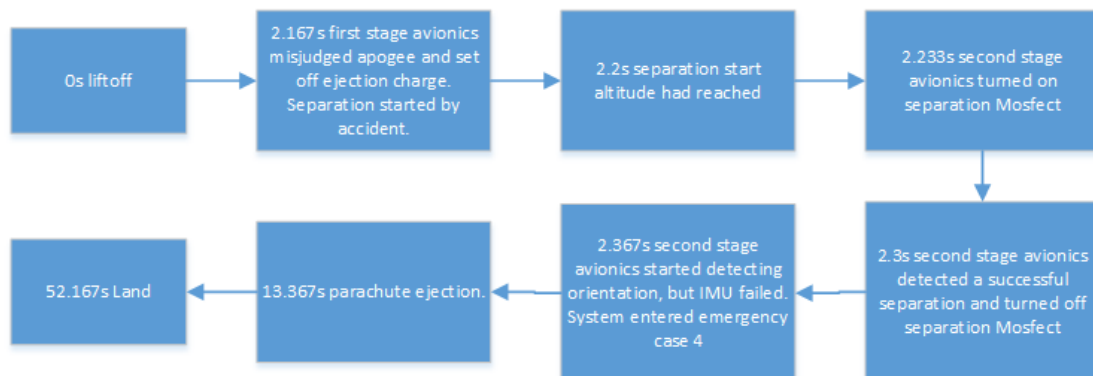 0s liftoff
2.167s first stage avionics
misjudged apogee and set
off ejection charge.
Separation started by
accident.
2.2s separation start
altitude had reached
2.233s second stage
avionics turned on
separation Mosfect
2.3s second stage avionics
detected a successful
separation and turned off
separation Mosfect
2.367s second stage
avionics started detecting
orientation, but IMU failed.
System entered emergency
case 4
13.367s parachute ejection.
52.167s Land